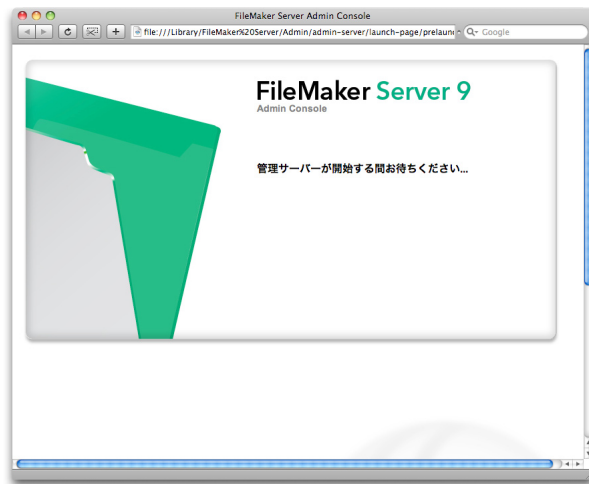 FileMaker Server Admin Console
file:///Library/FileMaker%20Server/Admin/admin-server/launch-page/prelaun
Google
FileMaker Server 9
Admin Console
管理サーバーが開始する間お待ちください...